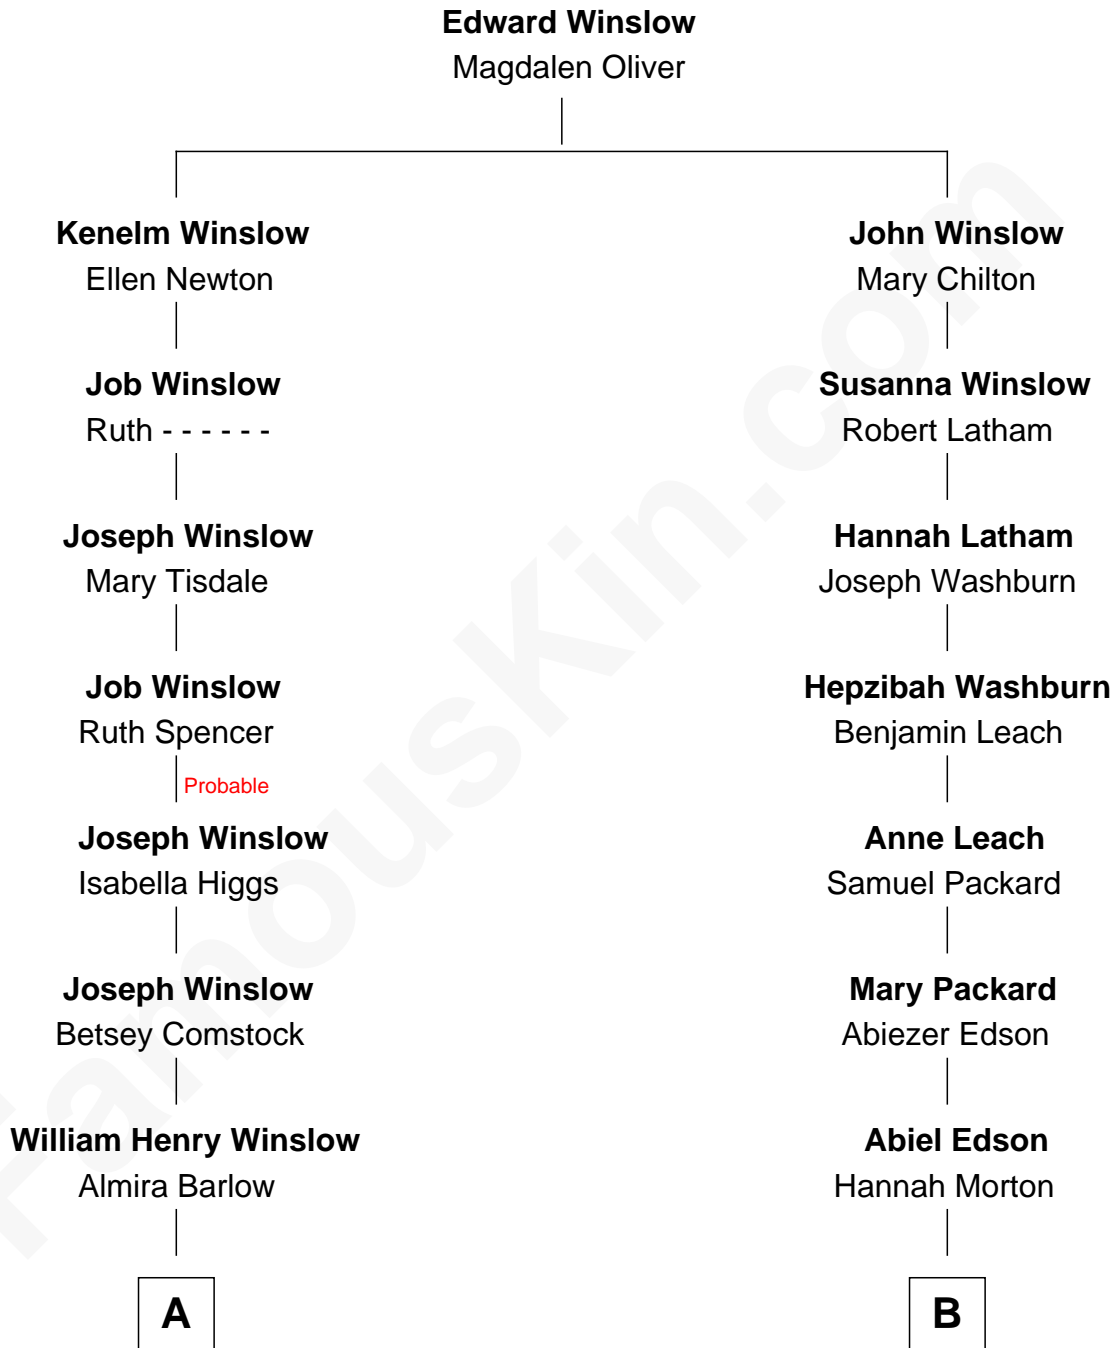 Edward Winslow
Magdalen Oliver
Kenelm Winslow
Ellen Newton
John Winslow
Mary Chilton
Job Winslow
Ruth - - - - - -
Susanna Winslow
Robert Latham
Joseph Winslow
Mary Tisdale
Hannah Latham
Joseph Washburn
Job Winslow
Ruth Spencer
Hepzibah Washburn
Benjamin Leach
Probable
Joseph Winslow
Isabella Higgs
Anne Leach
Samuel Packard
Joseph Winslow
Betsey Comstock
Mary Packard
Abiezer Edson
William Henry Winslow
Almira Barlow
Abiel Edson
Hannah Morton
A
B
FamousKin.com